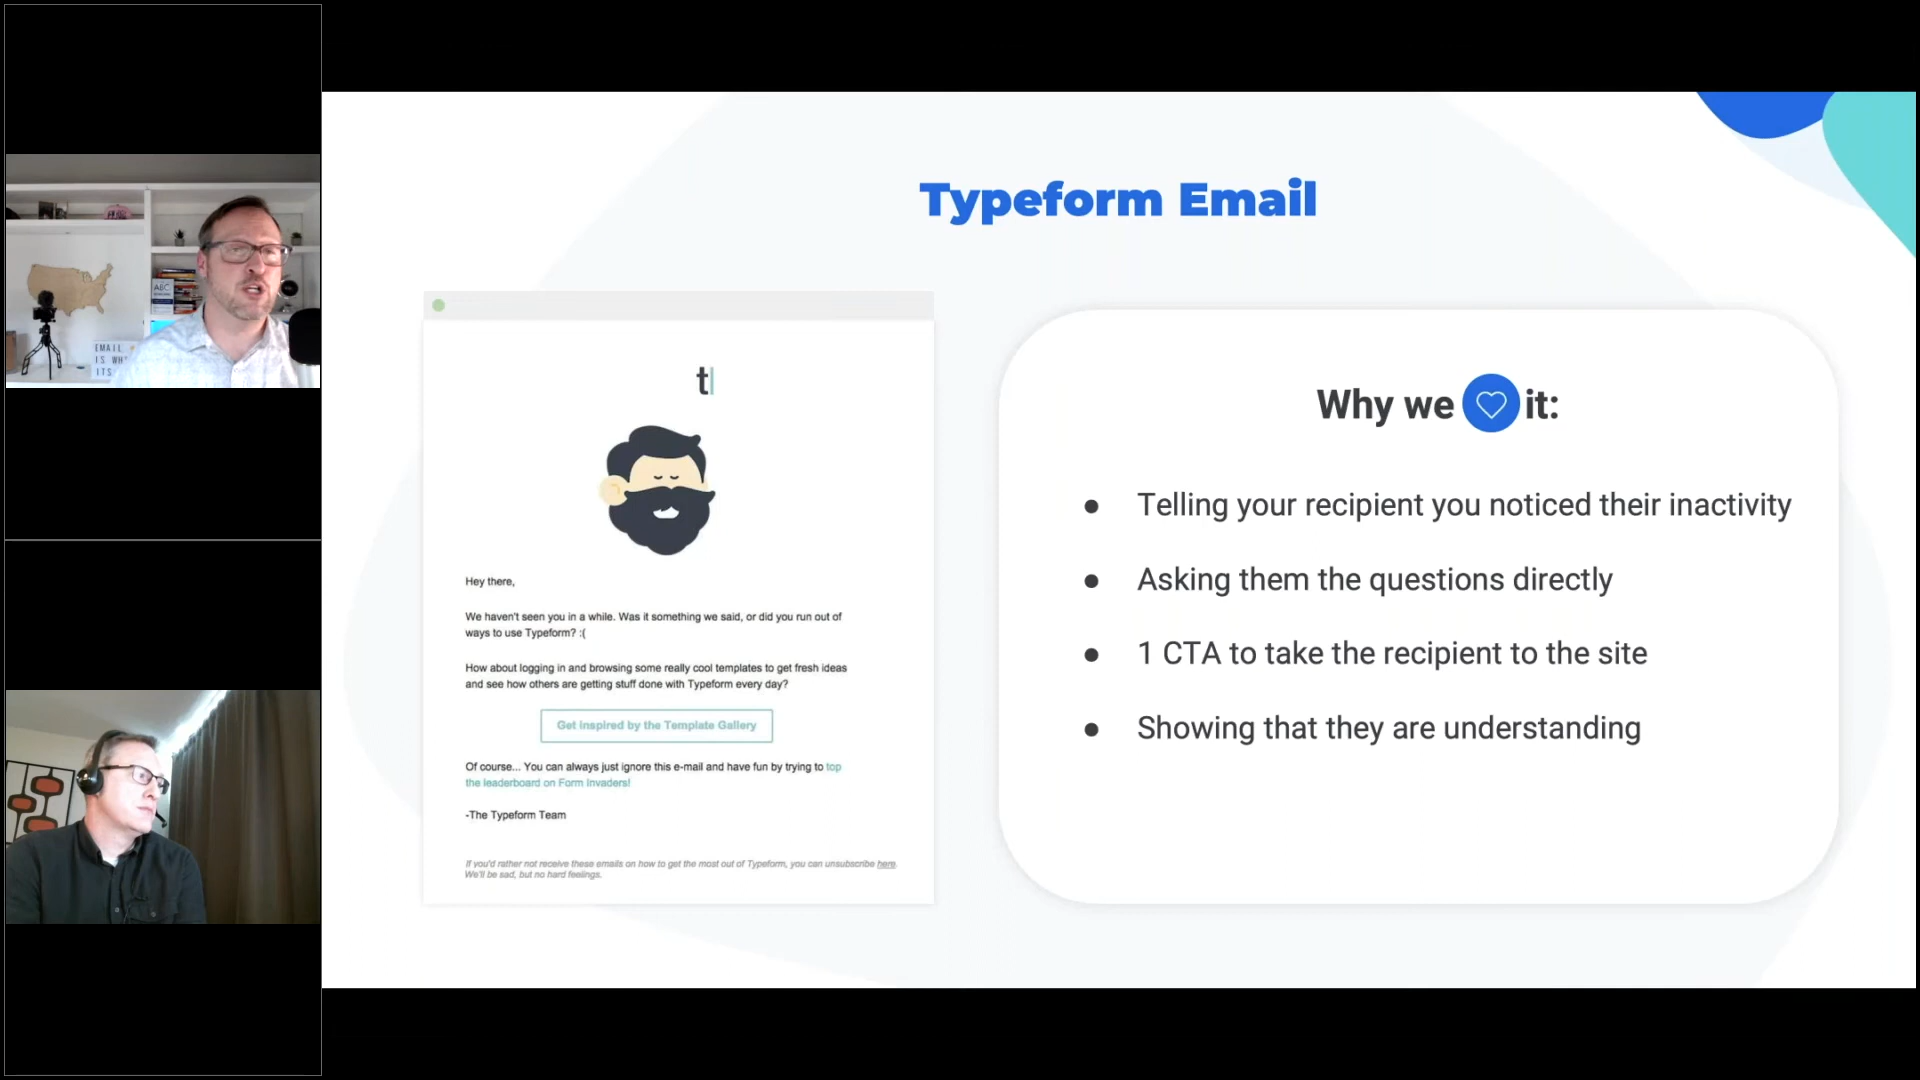 Typeform Email
t
Hey there,
We haven't seen you in a while. Was it something we said, or did you run out of
ways to use Typeform? :(
How about logging in and browsing some really cool templates to get fresh ideas
and see how others are getting stuff done with Typeform every day?
Get inspired by the Template Gallery
Of course... You can always just ignore this e-mail and have fun by trying to top
the leaderboard on Form Invaders!
-The Typeform Team
If you'd rather not receive these emails on how to get the most out of Typeform, you can unsubscribe here.
We'll be sad, but no hard feelings.
Why we it:
● Telling your recipient you noticed their inactivity
● Asking them the questions directly
● 1 CTA to take the recipient to the site
● Showing that they are understanding
ABC
EMAIL
IS WH
ITS